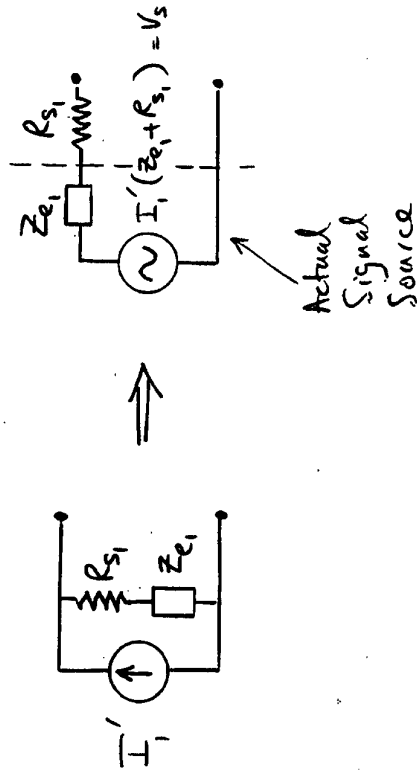 I₁'
R_{S₁}
Z_{e₁}
⇒
Z_{e₁}
R_{S₁}
I₁'(Z_{e₁}+R_{S₁}) = V_S
Actual
Signal
Source